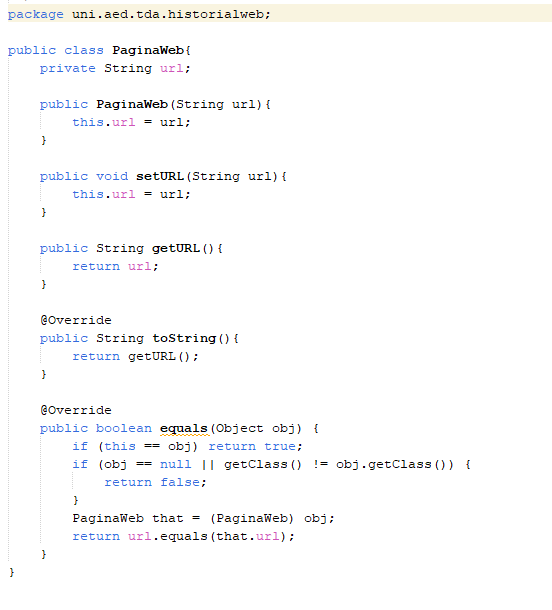 package uni.aed.tda.historialweb;
public class PaginaWeb{
    private String url;
    public PaginaWeb(String url){
        this.url = url;
    }
    public void setURL(String url){
        this.url = url;
    }
    public String getURL(){
        return url;
    }
    @Override
    public String toString(){
        return getURL();
    }
    @Override
    public boolean equals(Object obj) {
        if (this == obj) return true;
        if (obj == null || getClass() != obj.getClass()) {
            return false;
        }
        PaginaWeb that = (PaginaWeb) obj;
        return url.equals(that.url);
    }
}